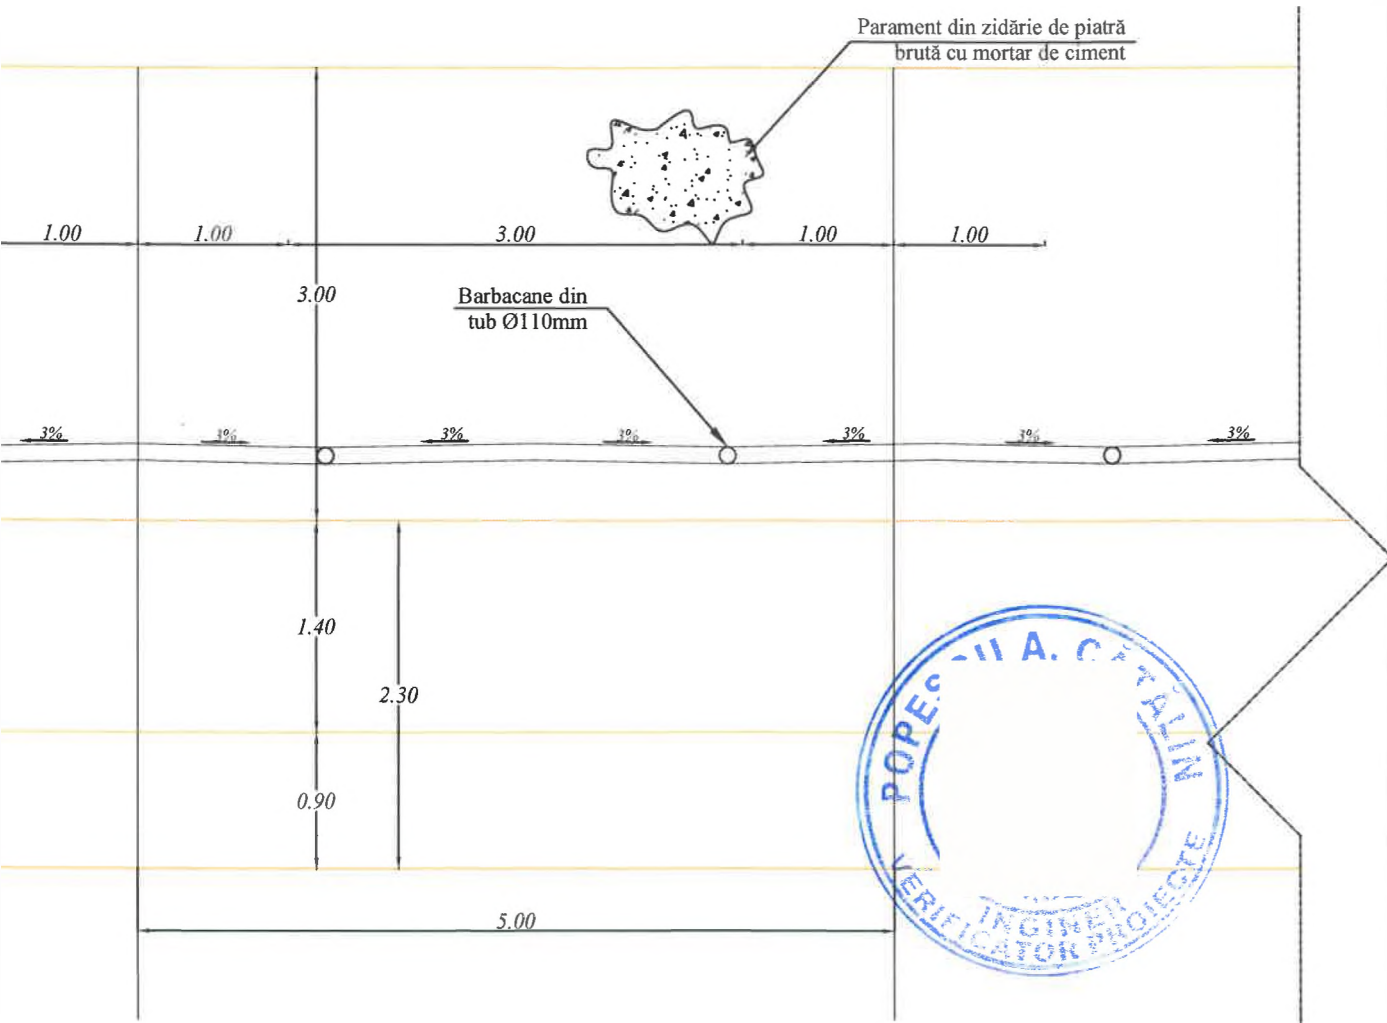 Parament din zidărie de piatră
brută cu mortar de ciment
1.00
1.00
3.00
1.00
1.00
3.00
Barbacane din
tub Ø110mm
3%
3%
3%
3%
3%
3%
3%
1.40
2.30
0.90
5.00
A. CĂTĂLIN
INGINER
VERIFICATOR PROIECTE